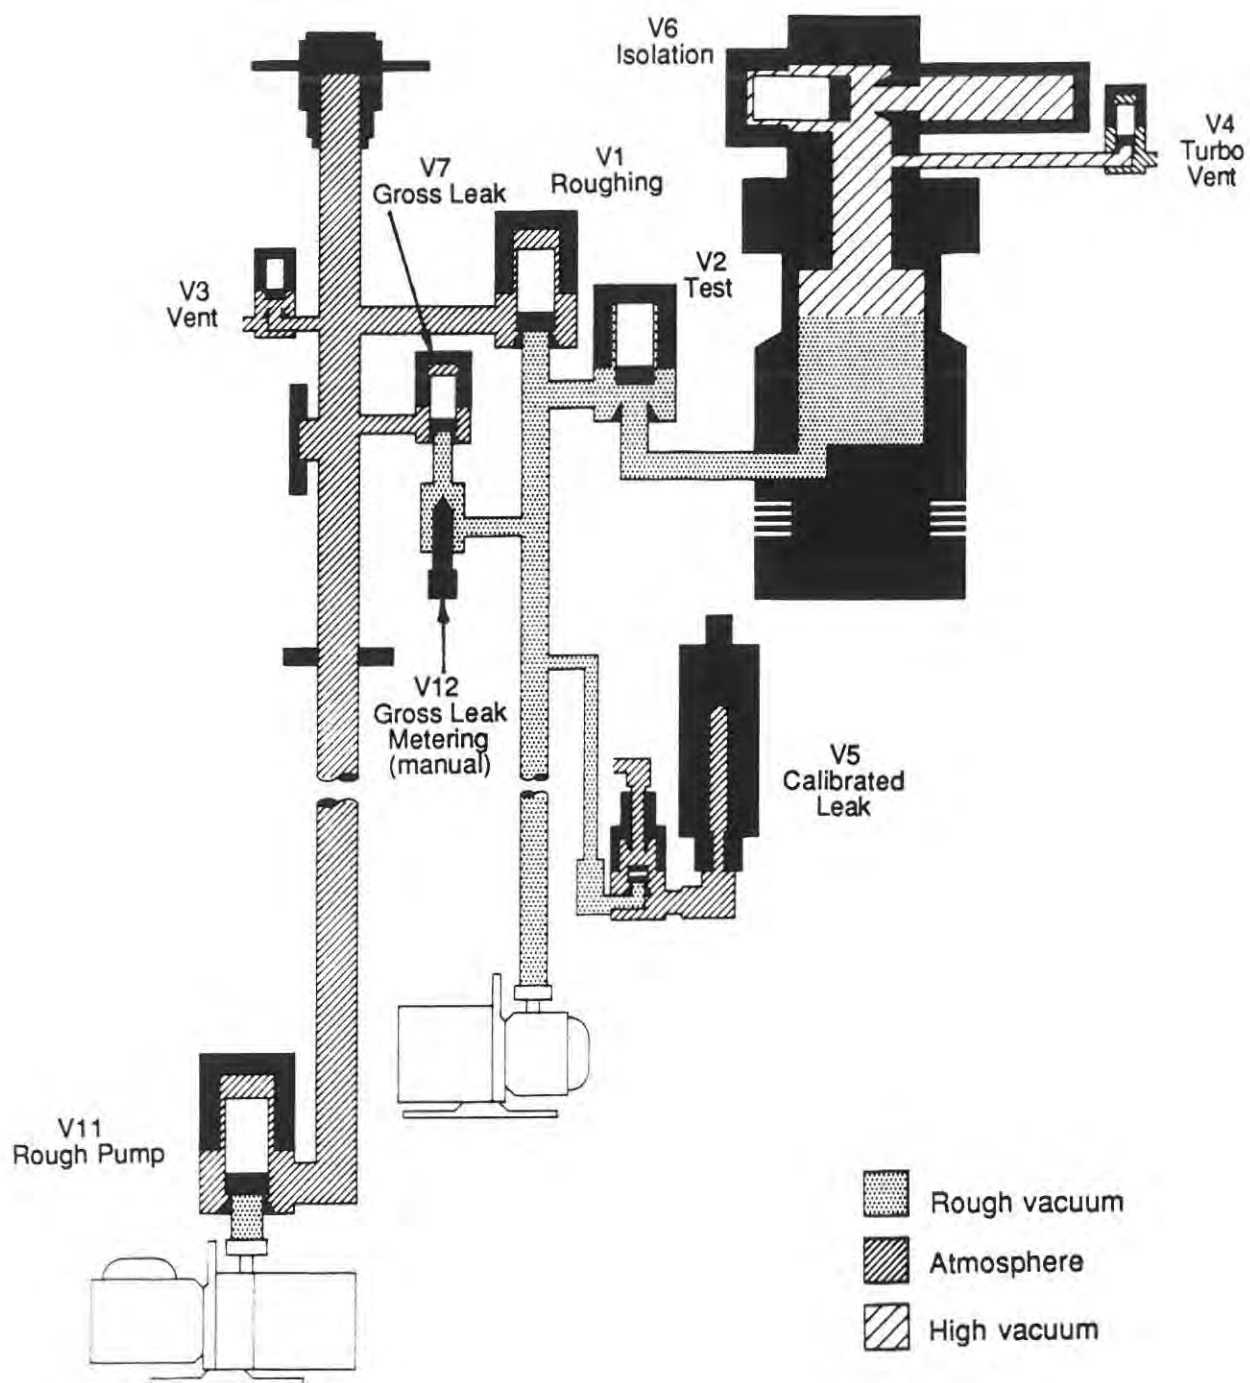 V6
Isolation
V4
Turbo
Vent
V1
Roughing
V7
Gross Leak
V2
Test
V3
Vent
V12
Gross Leak
Metering
(manual)
V5
Calibrated
Leak
V11
Rough Pump
Rough vacuum
Atmosphere
High vacuum